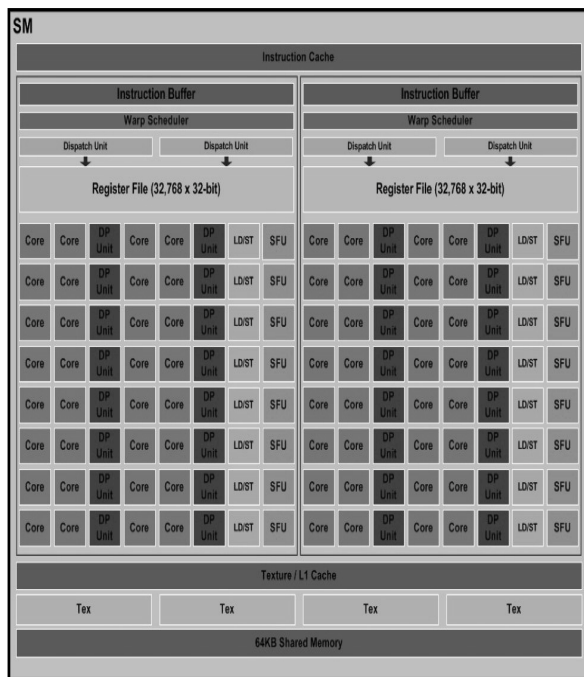 SM
Instruction Cache
Instruction Buffer Instruction Buffer
Warp Scheduler Warp Scheduler
Dispatch Unit Dispatch Unit Dispatch Unit Dispatch Unit
Register File (32,768 x 32-bit) Register File (32,768 x 32-bit)
Core Core DP Unit Core Core DP Unit LD/ST SFU Core Core DP Unit Core Core DP Unit LD/ST SFU
Core Core DP Unit Core Core DP Unit LD/ST SFU Core Core DP Unit Core Core DP Unit LD/ST SFU
Core Core DP Unit Core Core DP Unit LD/ST SFU Core Core DP Unit Core Core DP Unit LD/ST SFU
Core Core DP Unit Core Core DP Unit LD/ST SFU Core Core DP Unit Core Core DP Unit LD/ST SFU
Core Core DP Unit Core Core DP Unit LD/ST SFU Core Core DP Unit Core Core DP Unit LD/ST SFU
Core Core DP Unit Core Core DP Unit LD/ST SFU Core Core DP Unit Core Core DP Unit LD/ST SFU
Core Core DP Unit Core Core DP Unit LD/ST SFU Core Core DP Unit Core Core DP Unit LD/ST SFU
Core Core DP Unit Core Core DP Unit LD/ST SFU Core Core DP Unit Core Core DP Unit LD/ST SFU
Texture / L1 Cache
Tex Tex Tex Tex
64KB Shared Memory